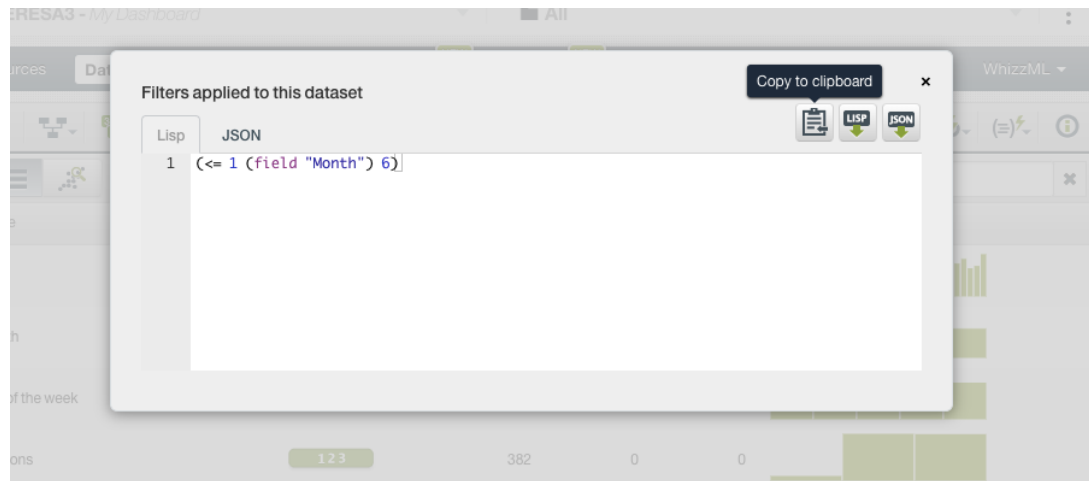 ERESA3 - My Dashboard All
urces Dat WhizzML
Copy to clipboard ×
Filters applied to this dataset
LISP JSON
Lisp JSON
1 (<= 1 (field "Month") 6)
of the week
ons 123 382 0 0